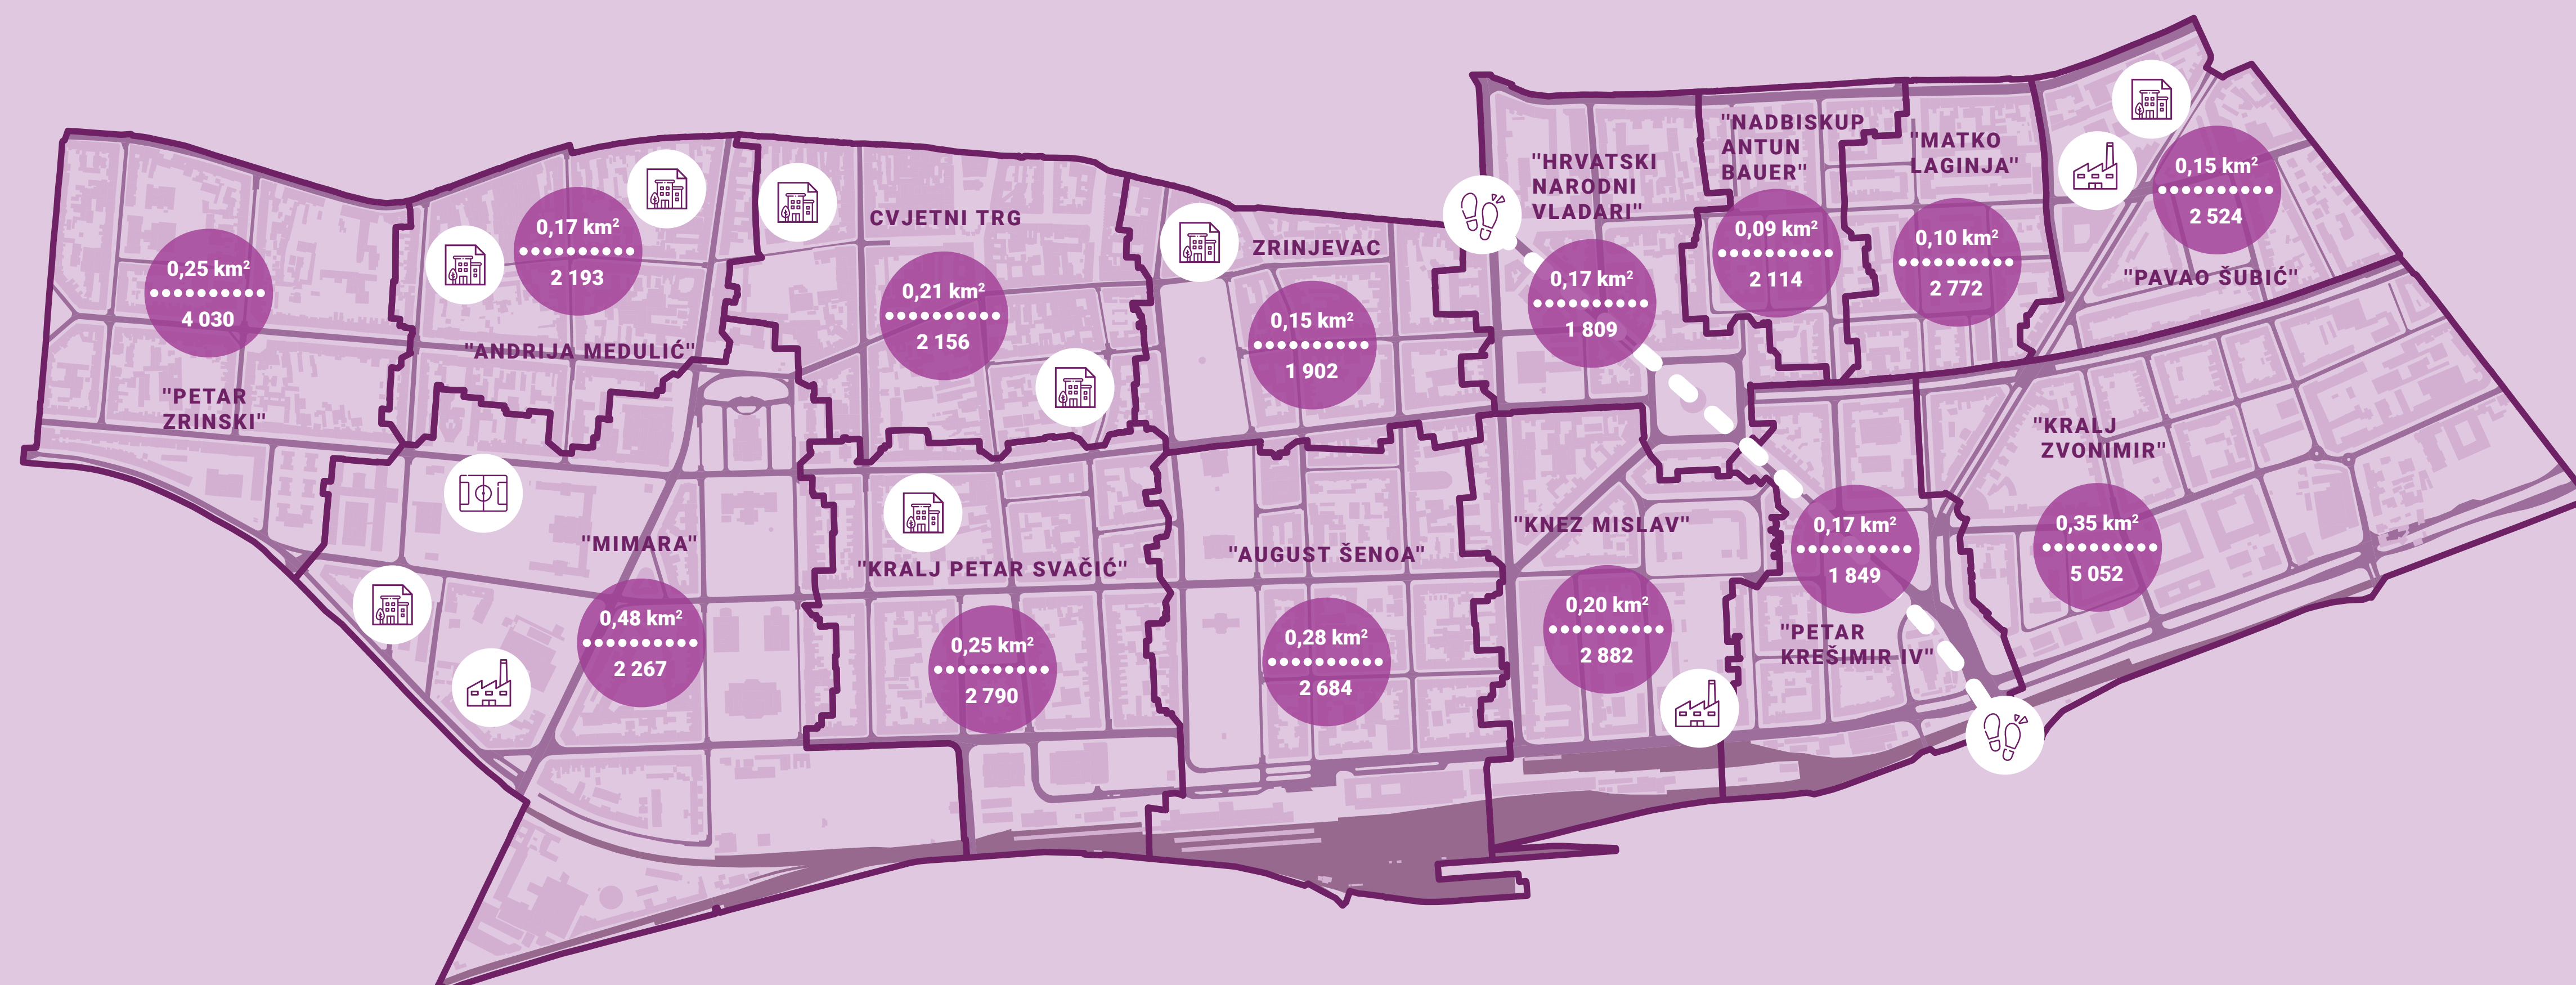 0,25 km²
4 030
"PETAR
ZRINSKI"
0,17 km²
2 193
"ANDRIJA MEDULIĆ"
CVJETNI TRG
0,21 km²
2 156
ZRINJEVAC
0,15 km²
1 902
"HRVATSKI
NARODNI
VLADARI"
0,17 km²
1 809
"NADBISKUP
ANTUN
BAUER"
0,09 km²
2 114
"MATKO
LAGINJA"
0,10 km²
2 772
0,15 km²
2 524
"PAVAO ŠUBIĆ"
"MIMARA"
0,48 km²
2 267
"KRALJ PETAR SVAČIĆ"
0,25 km²
2 790
"AUGUST ŠENOA"
0,28 km²
2 684
"KNEZ MISLAV"
0,20 km²
2 882
0,17 km²
1 849
"PETAR
KREŠIMIR IV"
"KRALJ
ZVONIMIR"
0,35 km²
5 052